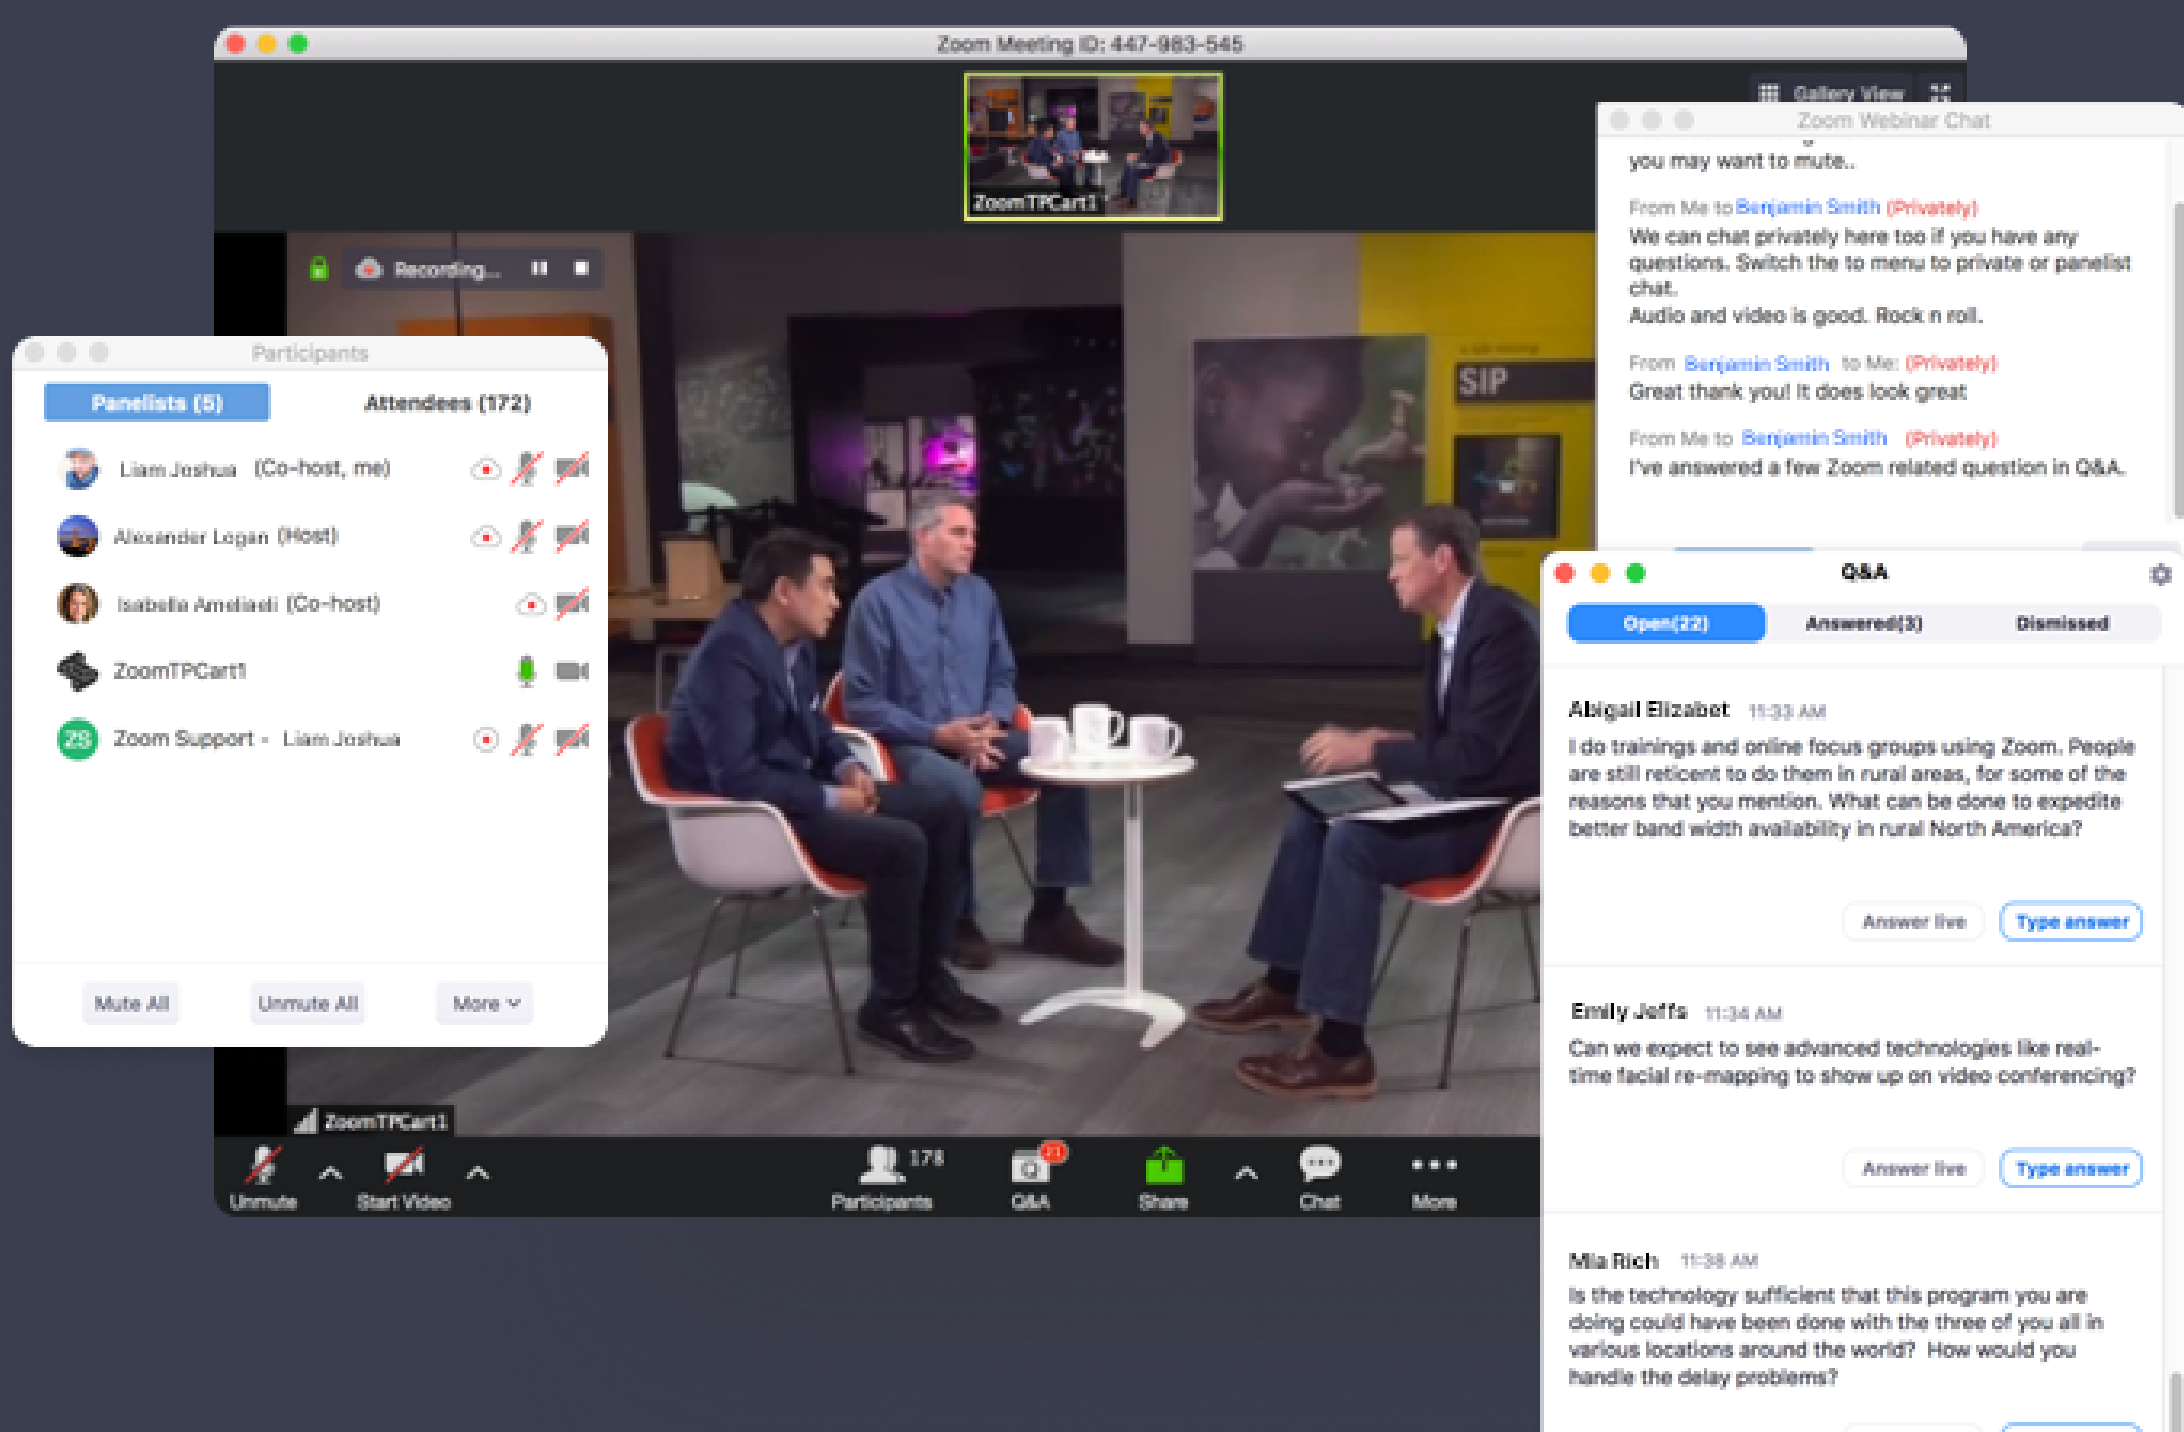 Zoom Meeting ID: 447-983-545
Gallery View
ZoomTPCart1
Recording...
SIP
ZoomTPCart1
Unmute
Start Video
178
Participants
21
Q&A
Share
Chat
More
Participants
Panelists (5)
Attendees (172)
Liam Joshua (Co-host, me)
Alexander Logan (Host)
Isabella Ameliaeli (Co-host)
ZoomTPCart1
ZS
Zoom Support - Liam Joshua
Mute All
Unmute All
More
Zoom Webinar Chat
you may want to mute..
From Me to Benjamin Smith (Privately)
We can chat privately here too if you have any
questions. Switch the to menu to private or panelist
chat.
Audio and video is good. Rock n roll.
From Benjamin Smith to Me: (Privately)
Great thank you! It does look great
From Me to Benjamin Smith (Privately)
I've answered a few Zoom related question in Q&A.
Q&A
Open(22)
Answered(3)
Dismissed
Abigail Elizabet 11:33 AM
I do trainings and online focus groups using Zoom. People
are still reticent to do them in rural areas, for some of the
reasons that you mention. What can be done to expedite
better band width availability in rural North America?
Answer live
Type answer
Emily Jeffs 11:34 AM
Can we expect to see advanced technologies like real-
time facial re-mapping to show up on video conferencing?
Answer live
Type answer
Mia Rich 11:38 AM
Is the technology sufficient that this program you are
doing could have been done with the three of you all in
various locations around the world? How would you
handle the delay problems?